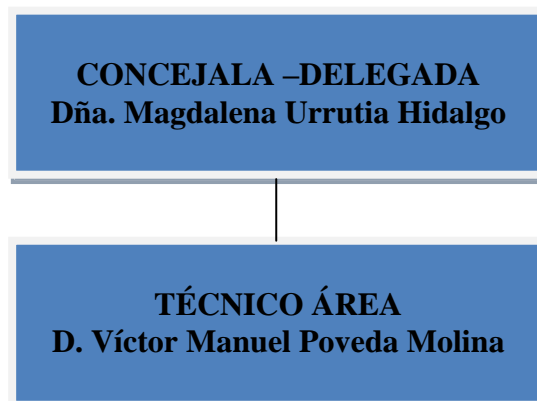 CONCEJALA –DELEGADA
Dña. Magdalena Urrutia Hidalgo
TÉCNICO ÁREA
D. Víctor Manuel Poveda Molina